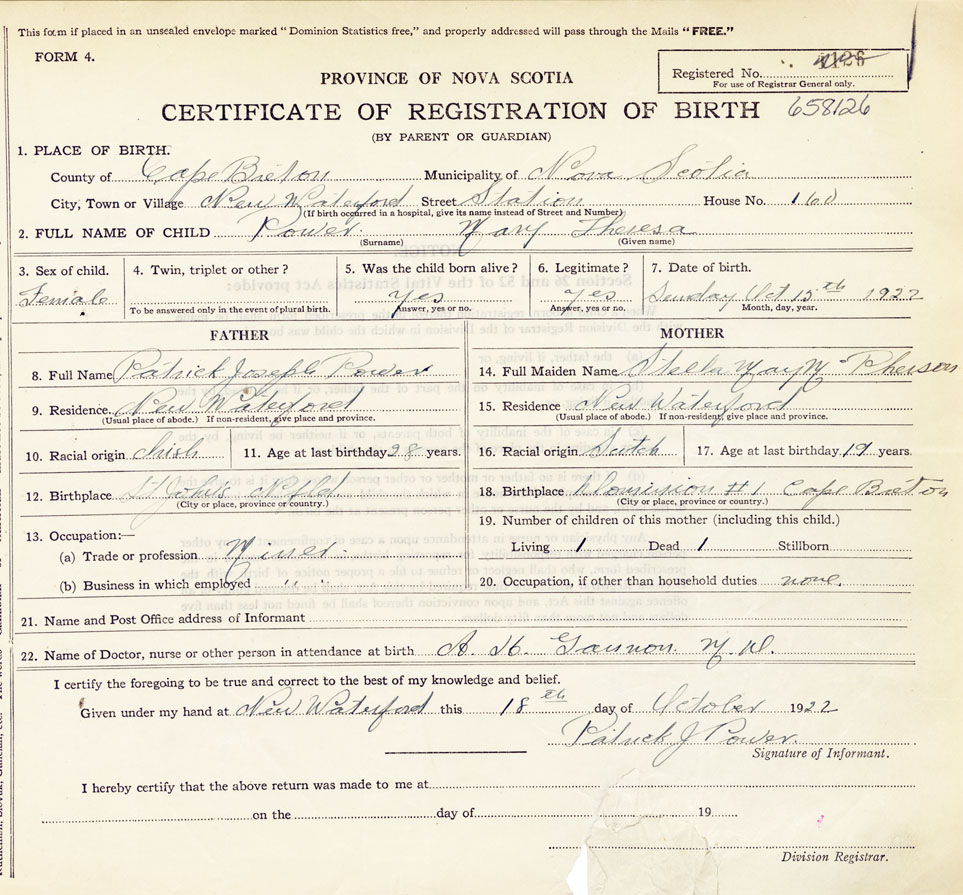 This form if placed in an unsealed envelope marked "Dominion Statistics free," and properly addressed will pass through the Mails "FREE."
FORM 4.
Registered No.
For use of Registrar General only.
PROVINCE OF NOVA SCOTIA
CERTIFICATE OF REGISTRATION OF BIRTH 658126
(BY PARENT OR GUARDIAN)
1. PLACE OF BIRTH.
County of Cape Breton Municipality of Nova Scotia
City, Town or Village New Waterford Street Station House No. 160
(If birth occurred in a hospital, give its name instead of Street and Number)
2. FULL NAME OF CHILD Power Mary Theresa
(Surname) (Given name)
3. Sex of child. 4. Twin, triplet or other? 5. Was the child born alive? 6. Legitimate? 7. Date of birth.
Female yes yes Sunday Oct 15th 1922
To be answered only in the event of plural birth. Answer, yes or no. Answer, yes or no. Month, day, year.
FATHER MOTHER
8. Full Name Patrick Joseph Power 14. Full Maiden Name Stella May McPherson
9. Residence. New Waterford 15. Residence New Waterford
(Usual place of abode.) If non-resident, give place and province. (Usual place of abode.) If non-resident, give place and province.
10. Racial origin Irish 11. Age at last birthday 28 years. 16. Racial origin Scotch 17. Age at last birthday 19 years.
12. Birthplace St Johns Nfld 18. Birthplace Dominion #1 Cape Breton
(City or place, province or country.) (City or place, province or country.)
13. Occupation:— 19. Number of children of this mother (including this child.)
(a) Trade or profession Miner. Living 1 Dead 1 Stillborn
(b) Business in which employed " " 20. Occupation, if other than household duties none.
21. Name and Post Office address of Informant
22. Name of Doctor, nurse or other person in attendance at birth A. H. Gannon. M.D.
I certify the foregoing to be true and correct to the best of my knowledge and belief.
Given under my hand at New Waterford this 18th day of October 1922
Patrick J Power.
Signature of Informant.
I hereby certify that the above return was made to me at
on the day of 19
Division Registrar.